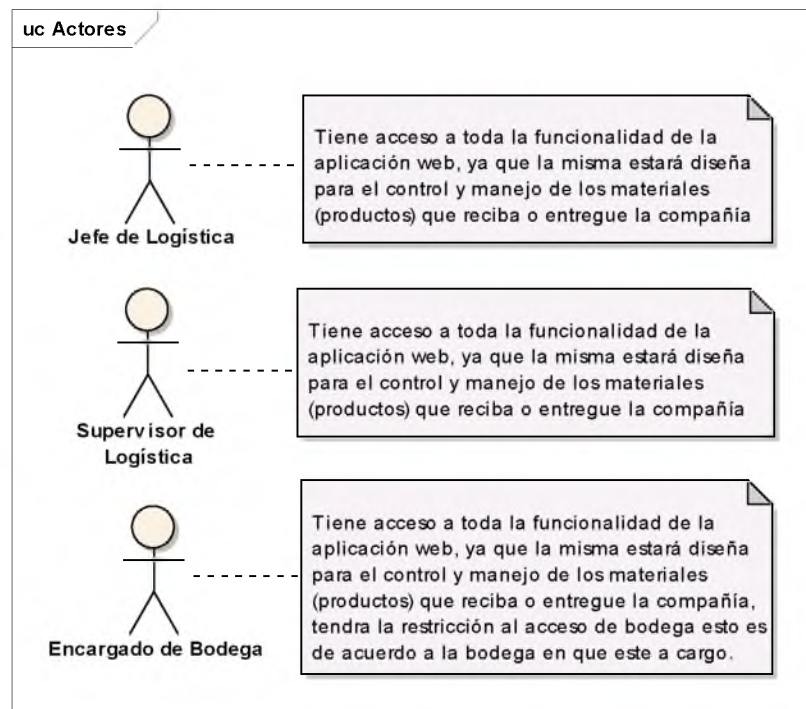 uc Actores
Tiene acceso a toda la funcionalidad de la
aplicación web, ya que la misma estará diseña
para el control y manejo de los materiales
(productos) que reciba o entregue la compañía
Jefe de Logística
Tiene acceso a toda la funcionalidad de la
aplicación web, ya que la misma estará diseña
para el control y manejo de los materiales
(productos) que reciba o entregue la compañía
Supervisor de
Logística
Tiene acceso a toda la funcionalidad de la
aplicación web, ya que la misma estará diseña
para el control y manejo de los materiales
(productos) que reciba o entregue la compañía,
tendra la restricción al acceso de bodega esto es
de acuerdo a la bodega en que este a cargo.
Encargado de Bodega